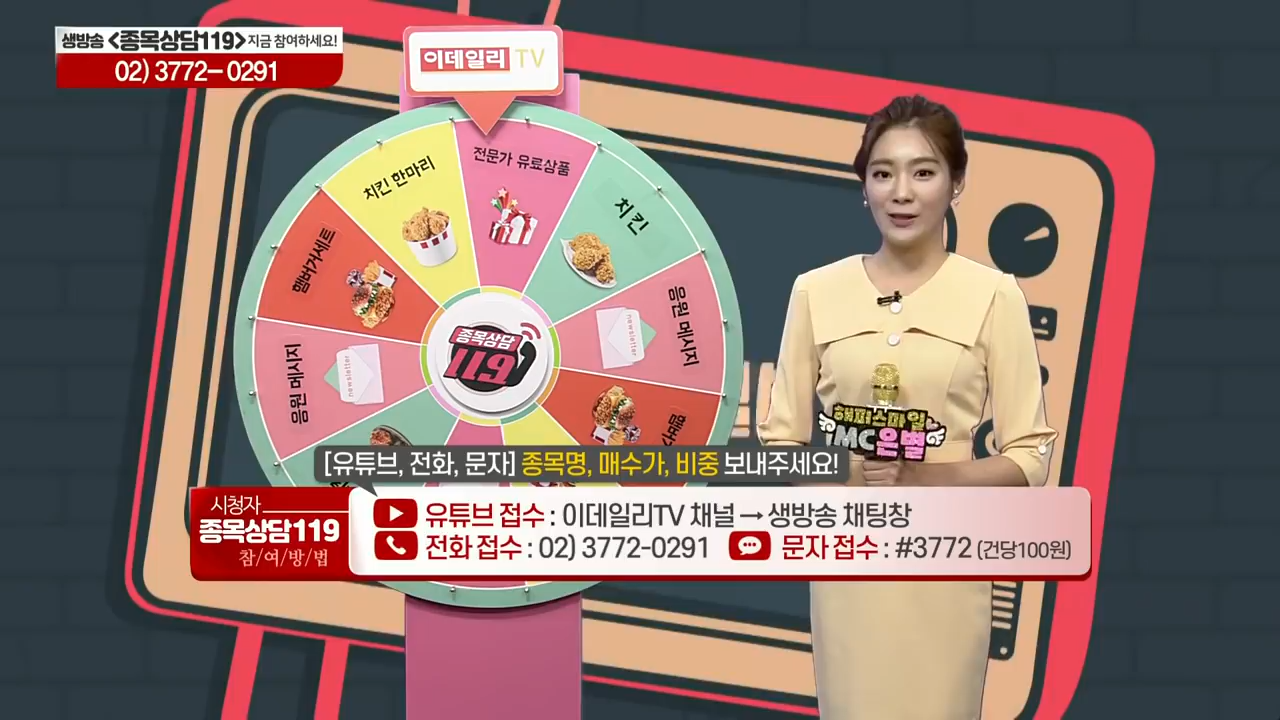 생방송 <종목상담119> 지금 참여하세요!
02) 3772-0291
이데일리 TV
전문가 유료상품
치킨 한마리
치킨
햄버거세트
응원 메시지
newsletter
응원 메시지
newsletter
종목상담
119
해피스마일
MC은별
[유튜브, 전화, 문자] 종목명, 매수가, 비중 보내주세요!
시청자
종목상담119
참/여/방/법
유튜브 접수 : 이데일리TV 채널 → 생방송 채팅창
전화 접수 : 02) 3772-0291
문자 접수 : #3772 (건당100원)